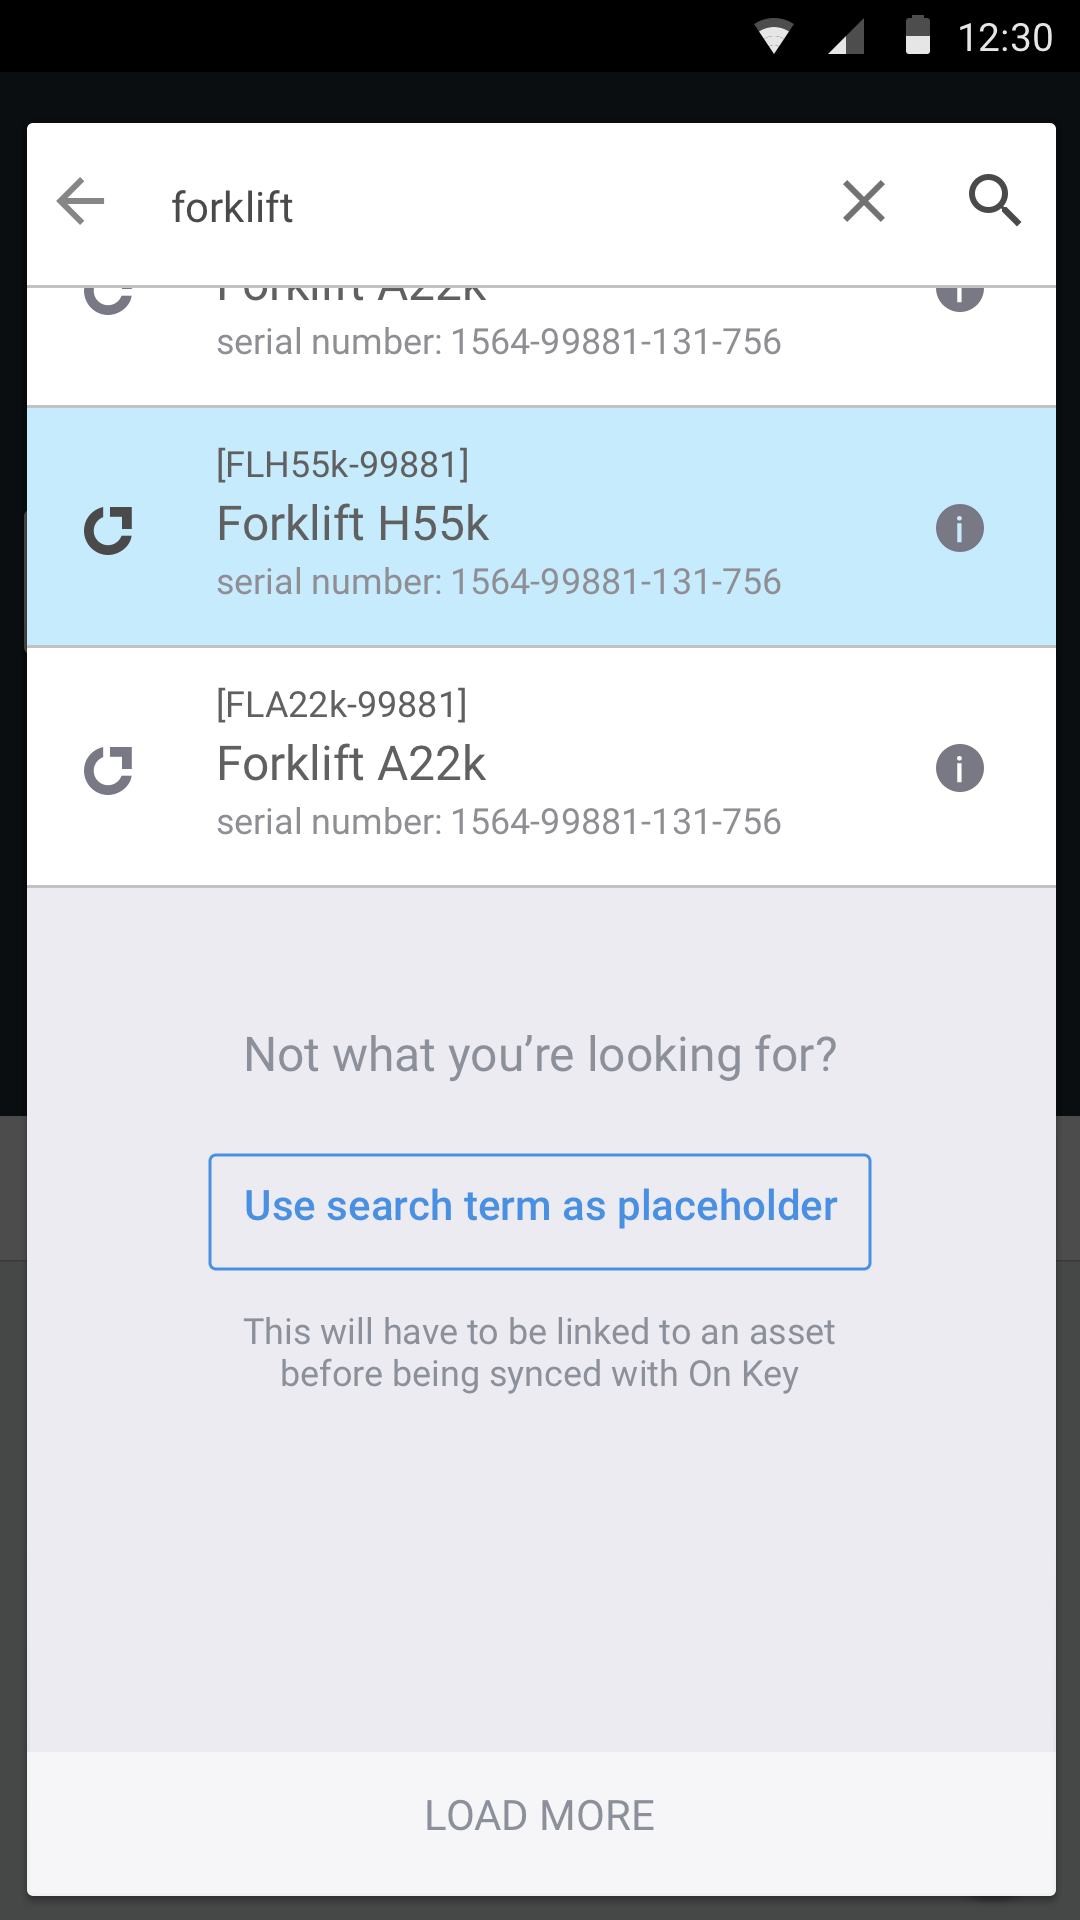 12:30
forklift
Forklift A22k
serial number: 1564-99881-131-756
[FLH55k-99881]
Forklift H55k
serial number: 1564-99881-131-756
[FLA22k-99881]
Forklift A22k
serial number: 1564-99881-131-756
Not what you’re looking for?
Use search term as placeholder
This will have to be linked to an asset
before being synced with On Key
LOAD MORE